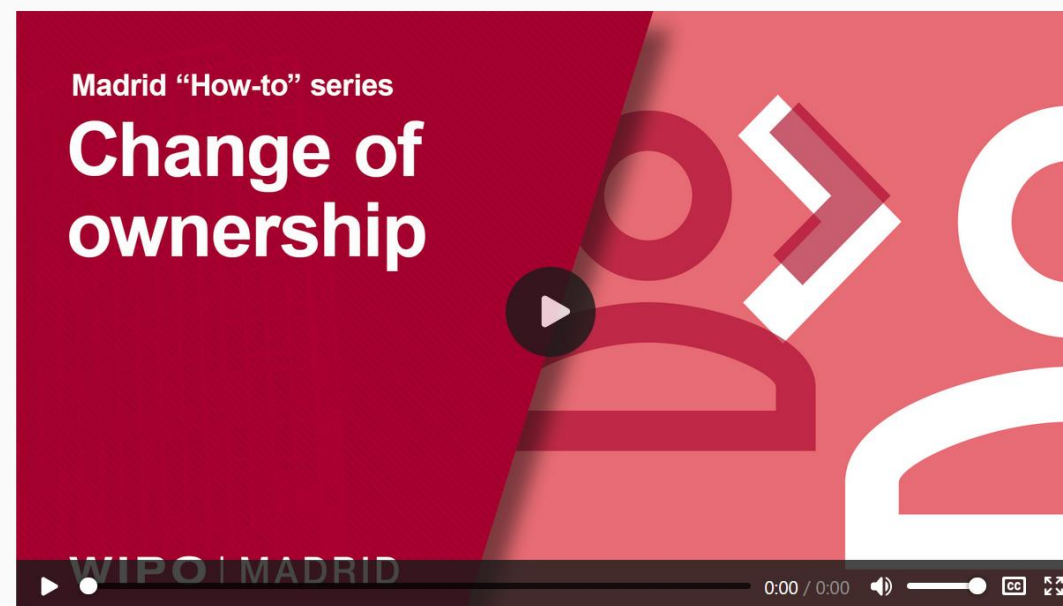 Madrid “How-to” series
Change of
ownership
WIPO | MADRID
0:00 / 0:00
CC